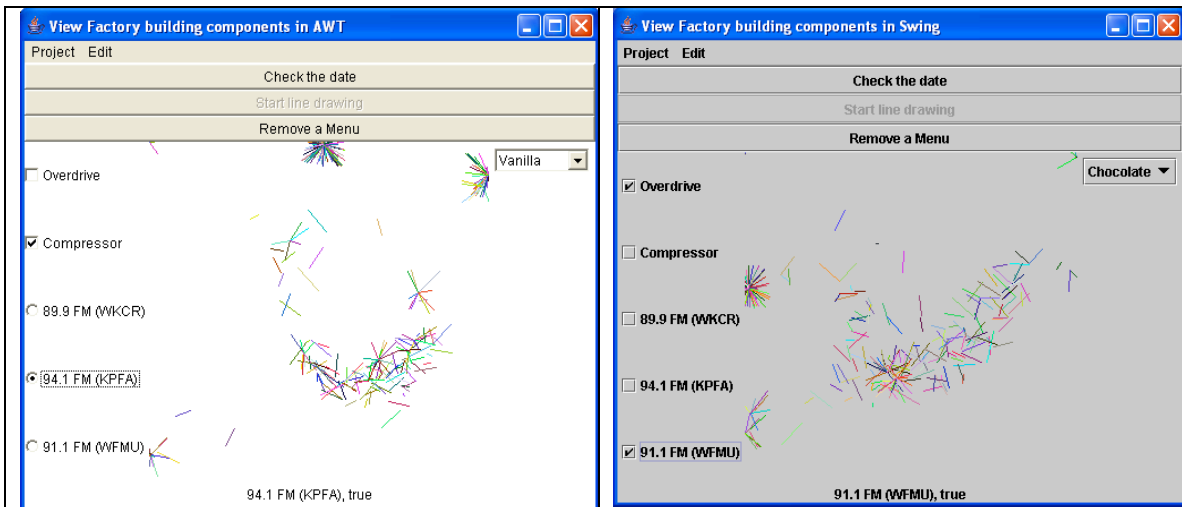 View Factory building components in AWT
Project Edit
Check the date
Start line drawing
Remove a Menu
Vanilla
Overdrive
Compressor
89.9 FM (WKCR)
94.1 FM (KPFA)
91.1 FM (WFMU)
94.1 FM (KPFA), true
View Factory building components in Swing
Project Edit
Check the date
Start line drawing
Remove a Menu
Chocolate
Overdrive
Compressor
89.9 FM (WKCR)
94.1 FM (KPFA)
91.1 FM (WFMU)
91.1 FM (WFMU), true